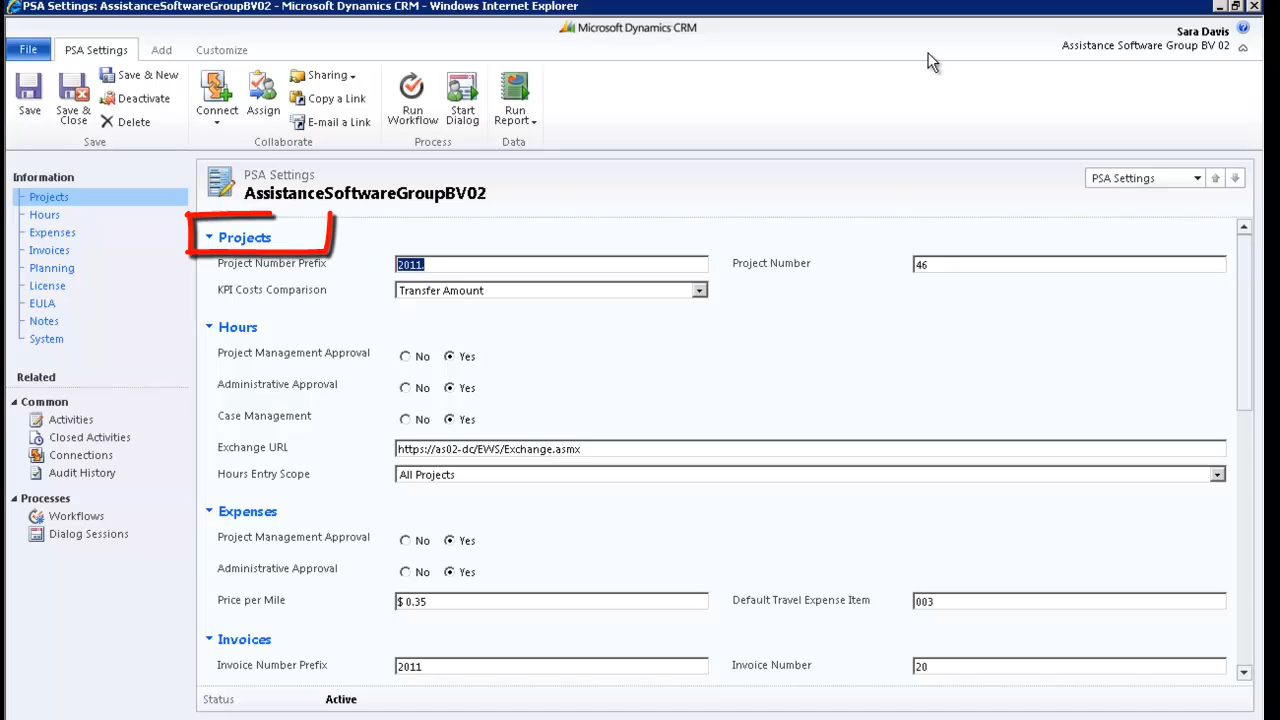 PSA Settings: AssistanceSoftwareGroupBV02 - Microsoft Dynamics CRM - Windows Internet Explorer
Microsoft Dynamics CRM
Sara Davis
Assistance Software Group BV 02
File
PSA Settings
Add
Customize
Save
Save & Close
Save & New
Deactivate
Delete
Save
Connect
Assign
Sharing
Copy a Link
E-mail a Link
Collaborate
Run Workflow
Start Dialog
Process
Run Report
Data
Information
Projects
Hours
Expenses
Invoices
Planning
License
EULA
Notes
System
Related
Common
Activities
Closed Activities
Connections
Audit History
Processes
Workflows
Dialog Sessions
PSA Settings
AssistanceSoftwareGroupBV02
PSA Settings
Projects
Project Number Prefix 2011. Project Number 46
KPI Costs Comparison Transfer Amount
Hours
Project Management Approval No Yes
Administrative Approval No Yes
Case Management No Yes
Exchange URL https://as02-dc/EWS/Exchange.asmx
Hours Entry Scope All Projects
Expenses
Project Management Approval No Yes
Administrative Approval No Yes
Price per Mile $ 0.35 Default Travel Expense Item 003
Invoices
Invoice Number Prefix 2011 Invoice Number 20
Status Active